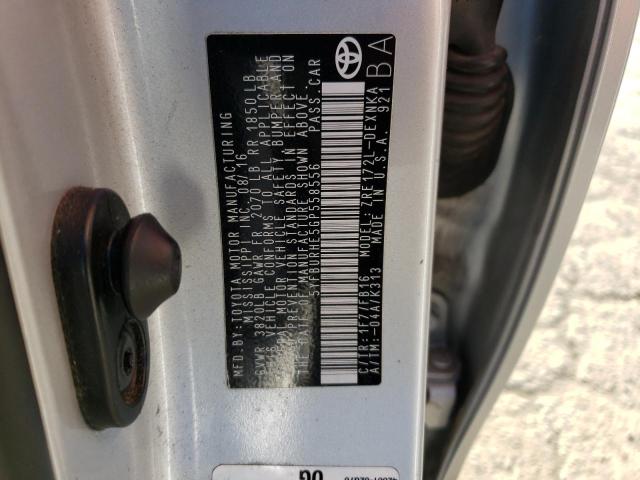 MFD. BY: TOYOTA MOTOR MANUFACTURING
MISSISSIPPI INC. 08/16
GVWR 3820LB GAWR FR 2070LB RR 1850LB
THIS VEHICLE CONFORMS TO ALL APPLICABLE
FEDERAL MOTOR VEHICLE SAFETY BUMPER AND
THEFT PREVENTION STANDARDS IN EFFECT ON
THE DATE OF MANUFACTURE SHOWN ABOVE.
5YFBURHE5GP558556 PASS.CAR
C/TR:1F7/FB16 MODEL:ZRE172L-DEXNKA
A/TM:-04A/K313 MADE IN U.S.A. 921
BA
0G